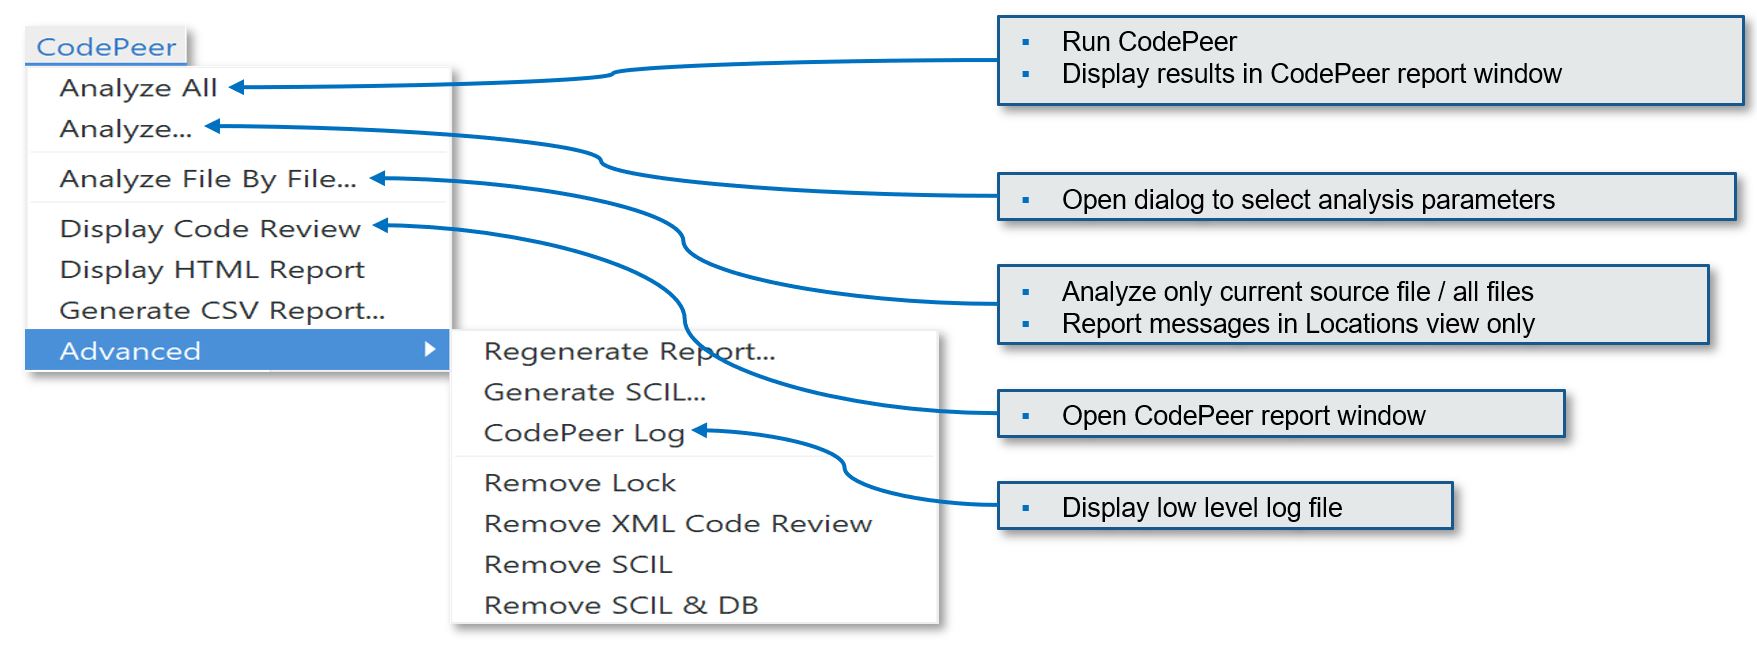 CodePeer
Analyze All
Analyze...
Analyze File By File...
Display Code Review
Display HTML Report
Generate CSV Report...
Advanced
Regenerate Report...
Generate SCIL...
CodePeer Log
Remove Lock
Remove XML Code Review
Remove SCIL
Remove SCIL & DB
▪ Run CodePeer
▪ Display results in CodePeer report window
▪ Open dialog to select analysis parameters
▪ Analyze only current source file / all files
▪ Report messages in Locations view only
▪ Open CodePeer report window
▪ Display low level log file